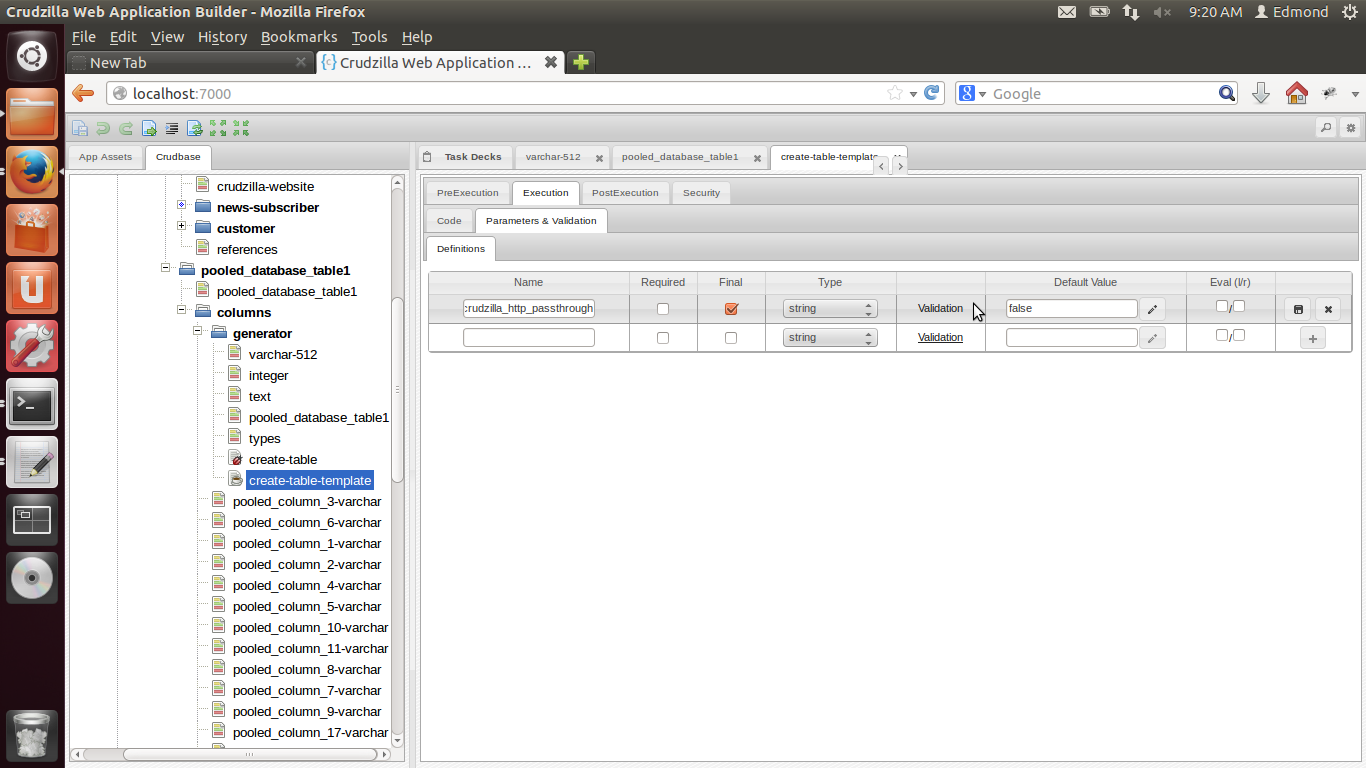 Crudzilla Web Application Builder - Mozilla Firefox
9:20 AM Edmond
File Edit View History Bookmarks Tools Help
New Tab
{c} Crudzilla Web Application ...
localhost:7000
8 Google
App Assets Crudbase
Task Decks varchar-512 pooled_database_table1 create-table-template
crudzilla-website
news-subscriber
customer
references
pooled_database_table1
pooled_database_table1
columns
generator
varchar-512
integer
text
pooled_database_table1
types
create-table
create-table-template
pooled_column_3-varchar
pooled_column_6-varchar
pooled_column_1-varchar
pooled_column_2-varchar
pooled_column_4-varchar
pooled_column_5-varchar
pooled_column_10-varchar
pooled_column_11-varchar
pooled_column_8-varchar
pooled_column_7-varchar
pooled_column_9-varchar
pooled_column_17-varchar
PreExecution Execution PostExecution Security
Code Parameters & Validation
Definitions
Name Required Final Type Default Value Eval (l/r)
crudzilla_http_passthrough string Validation false /
string Validation /